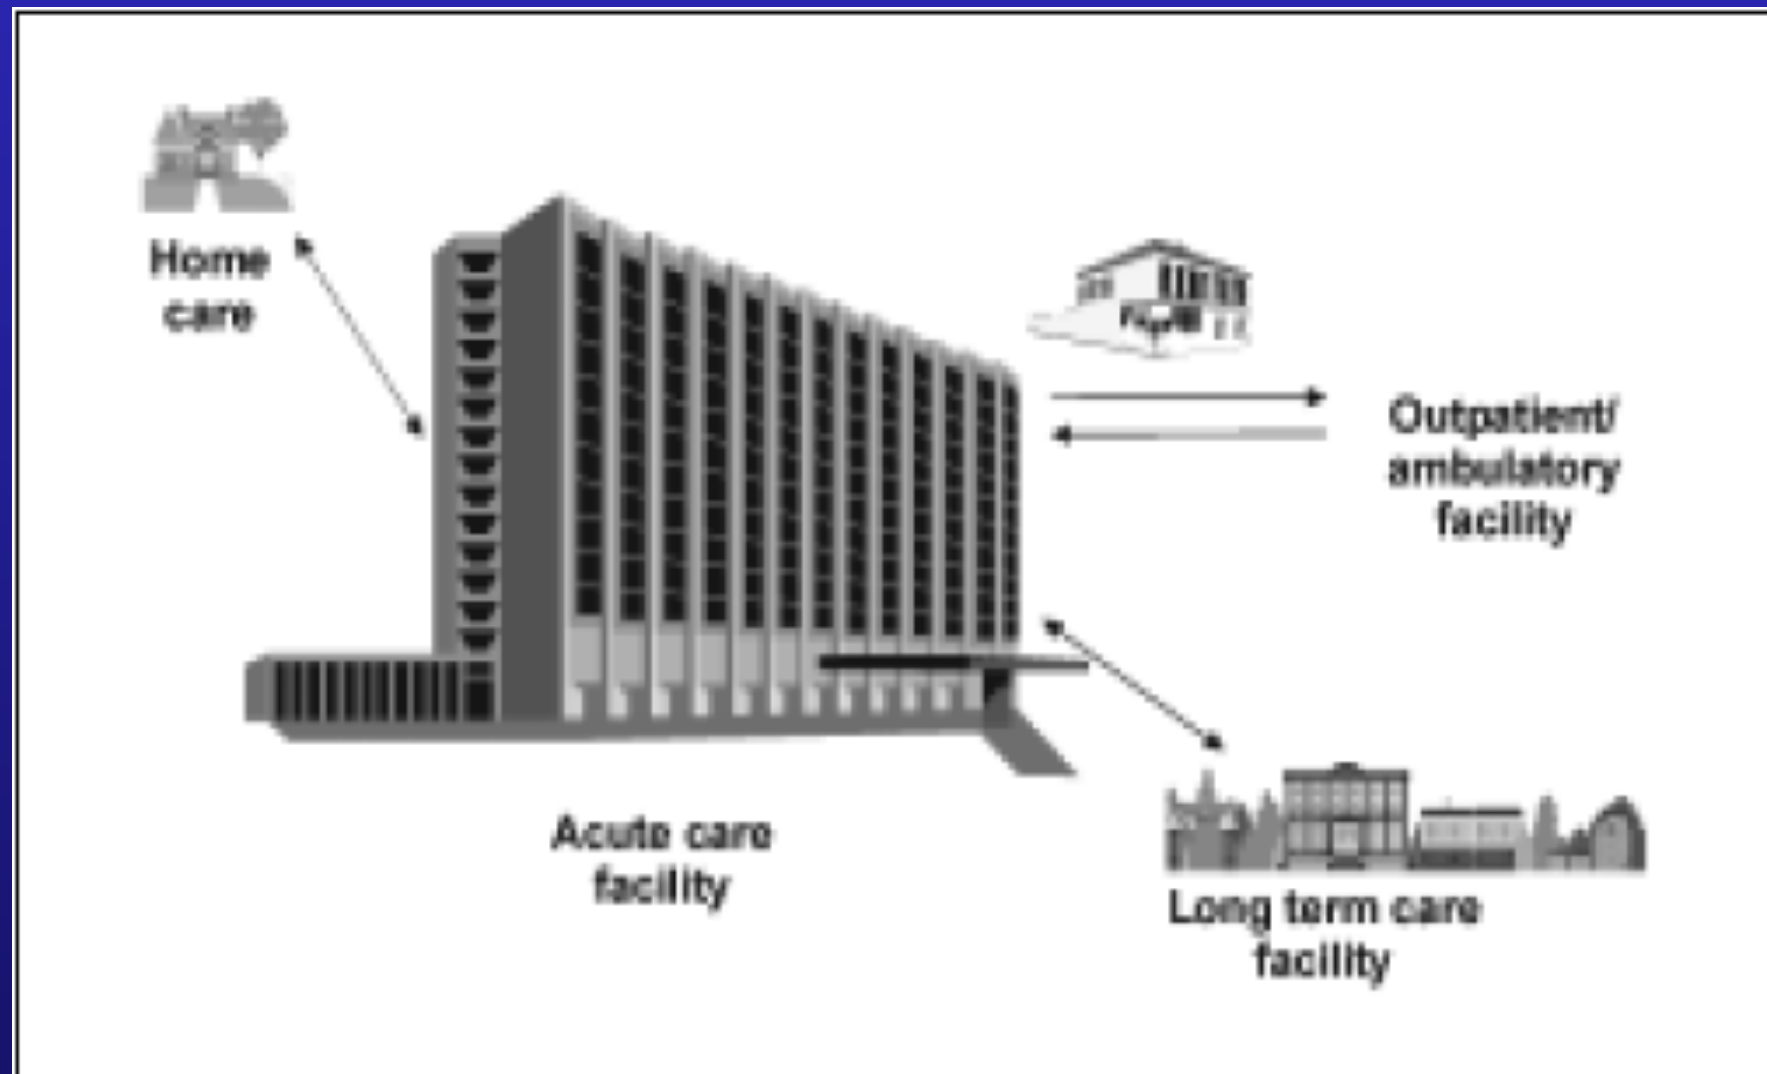 Home
care
Outpatient/
ambulatory
facility
Acute care
facility
Long term care
facility